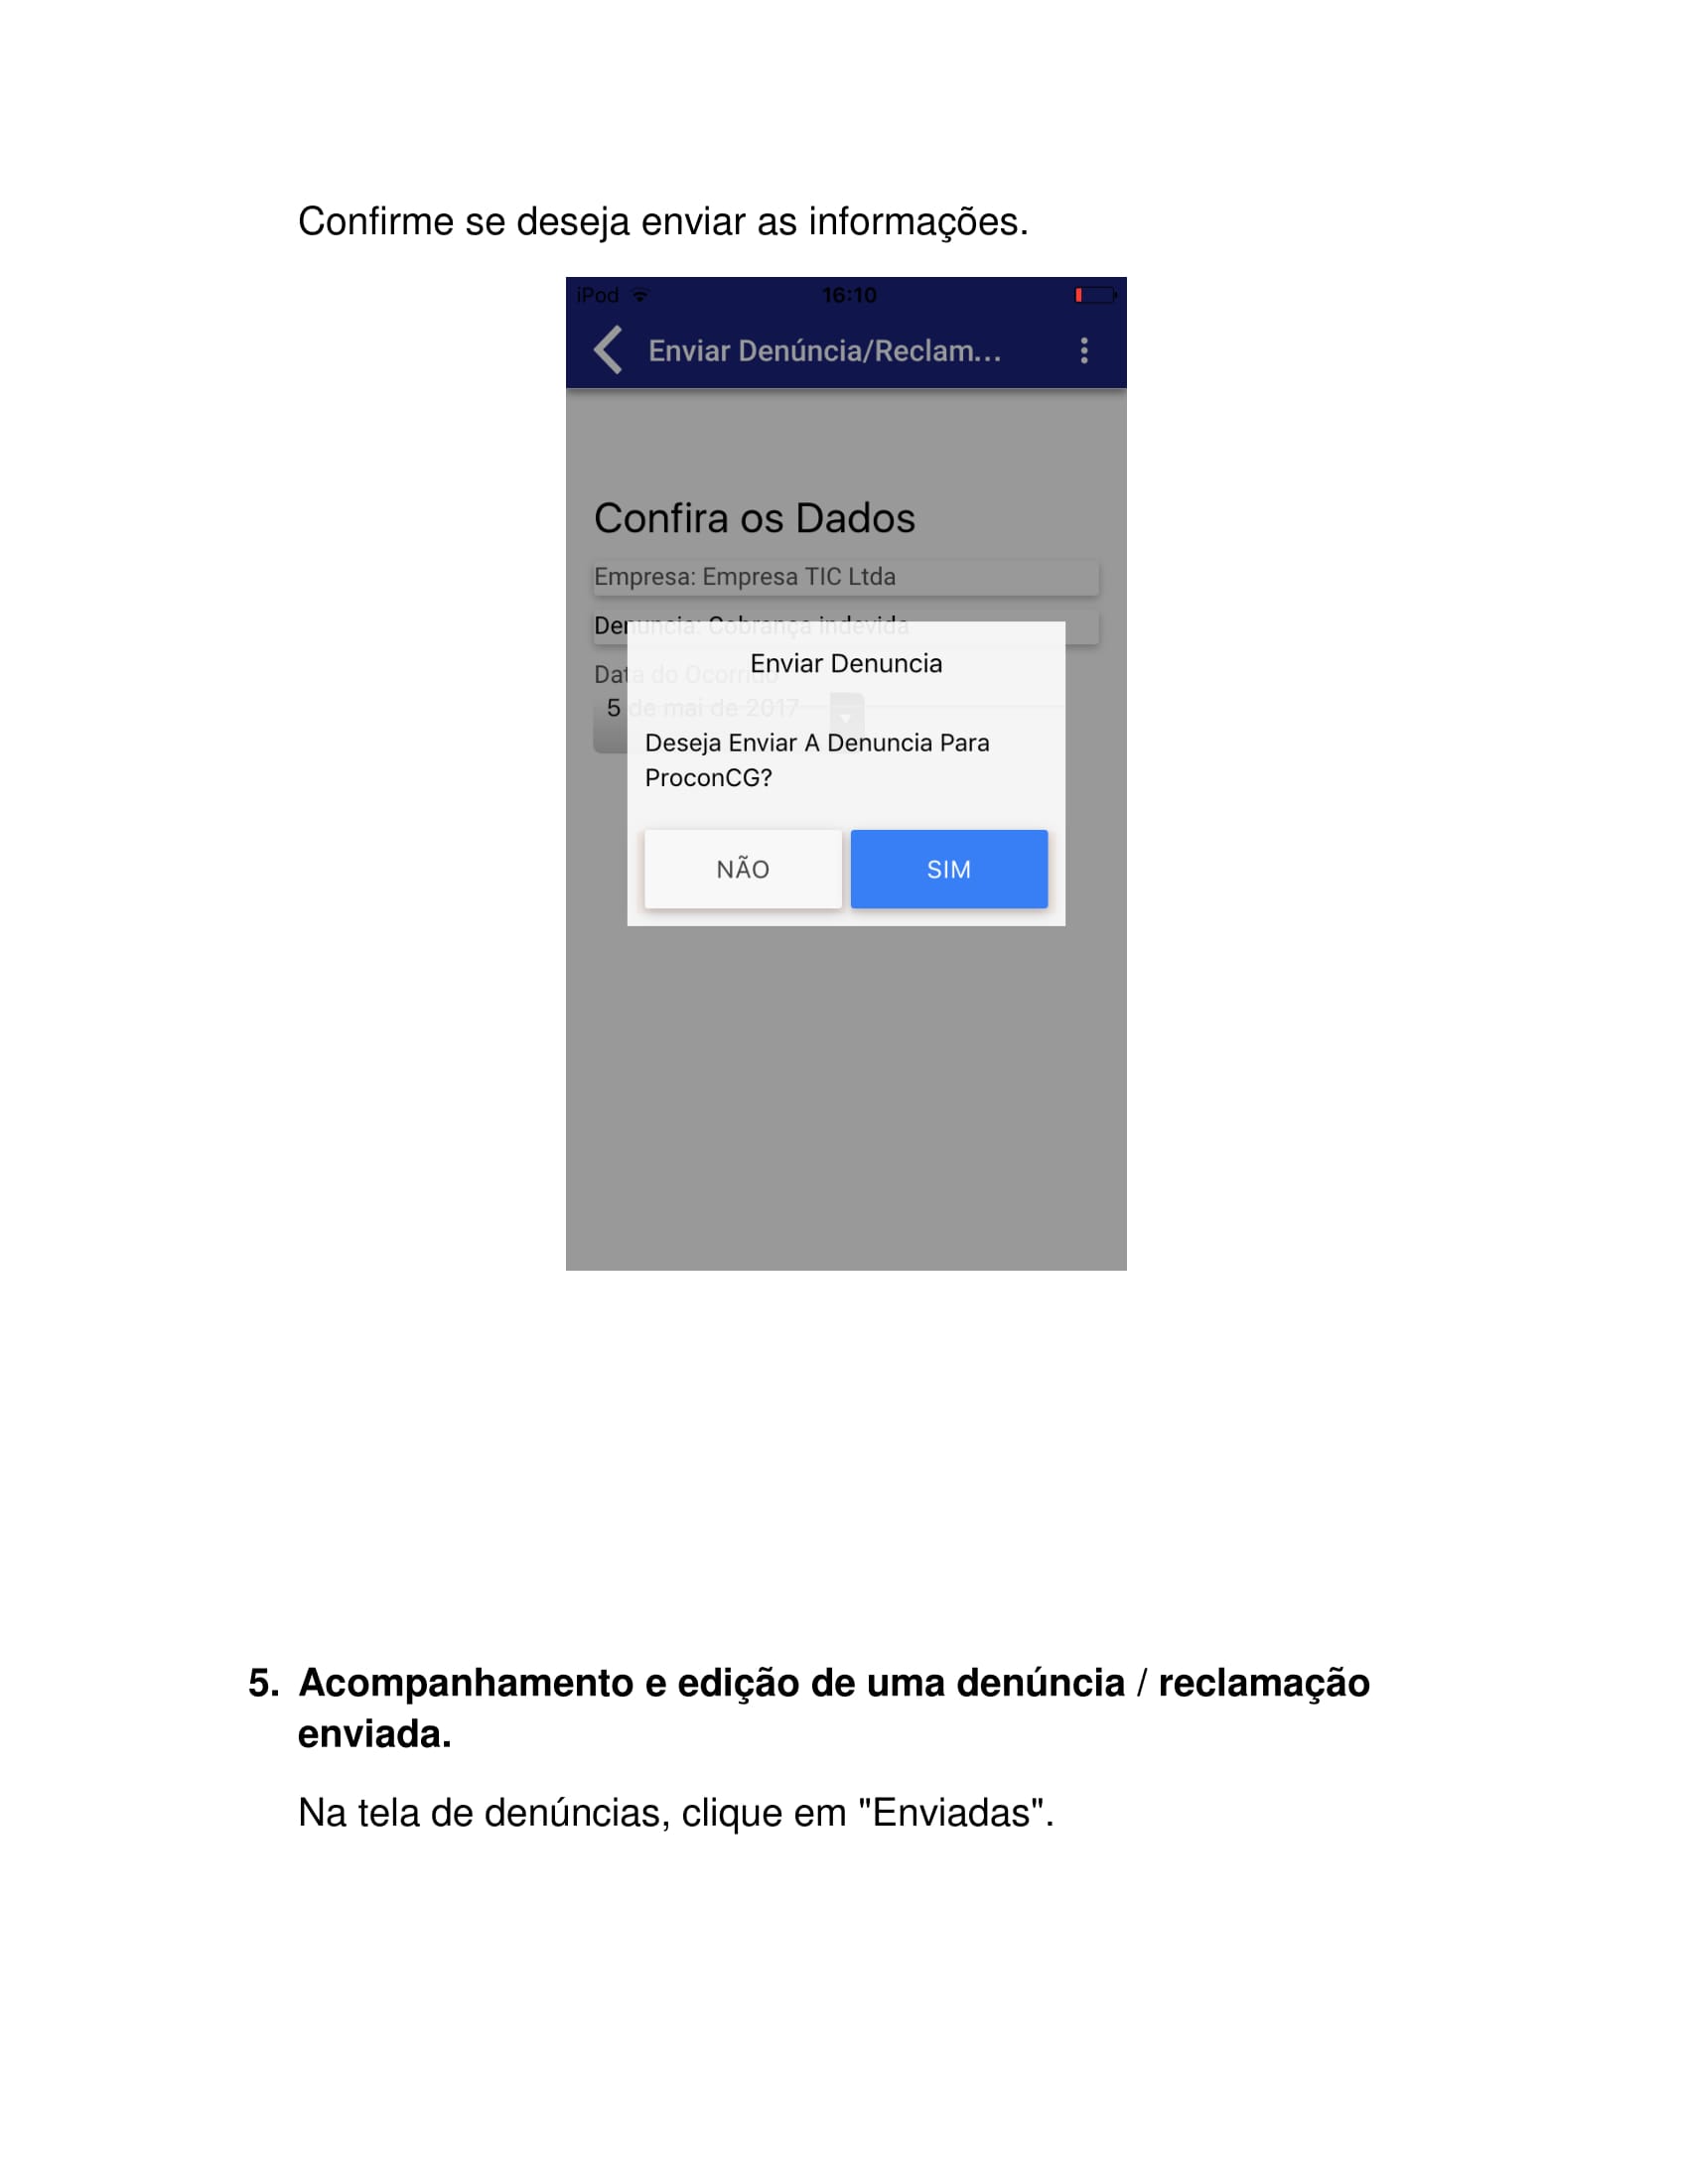 Confirme se deseja enviar as informações.
iPod 16:10
Enviar Denúncia/Reclam...
Confira os Dados
Empresa: Empresa TIC Ltda
Denuncia: Cobrança indevida
Data do Ocorrido
5 de mai de 2017
Enviar Denuncia
Deseja Enviar A Denuncia Para
ProconCG?
NÃO SIM
5. Acompanhamento e edição de uma denúncia / reclamação
enviada.
Na tela de denúncias, clique em "Enviadas".